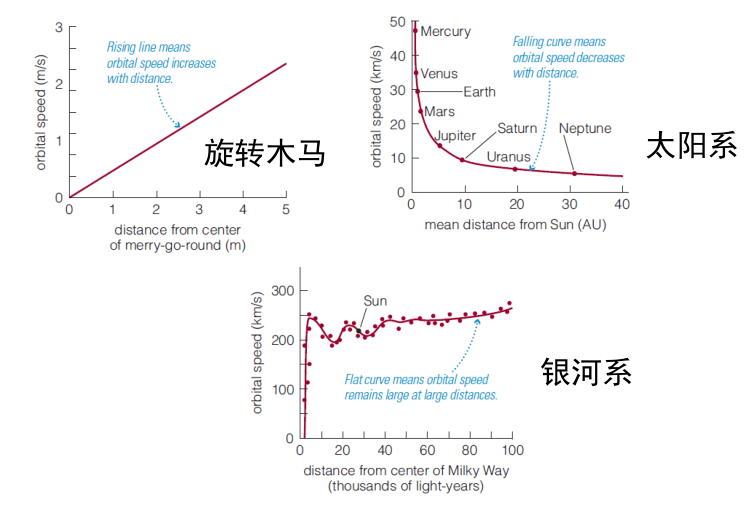 3
2
1
0
orbital speed (m/s)
Rising line means
orbital speed increases
with distance.
旋转木马
0 1 2 3 4 5
distance from center
of merry-go-round (m)
50
40
30
20
10
0
orbital speed (km/s)
Mercury
Venus
Earth
Mars
Jupiter
Saturn
Uranus
Neptune
Falling curve means
orbital speed decreases
with distance.
太阳系
0 10 20 30 40
mean distance from Sun (AU)
300
200
100
0
orbital speed (km/s)
Sun
Flat curve means orbital speed
remains large at large distances.
银河系
0 20 40 60 80 100
distance from center of Milky Way
(thousands of light-years)